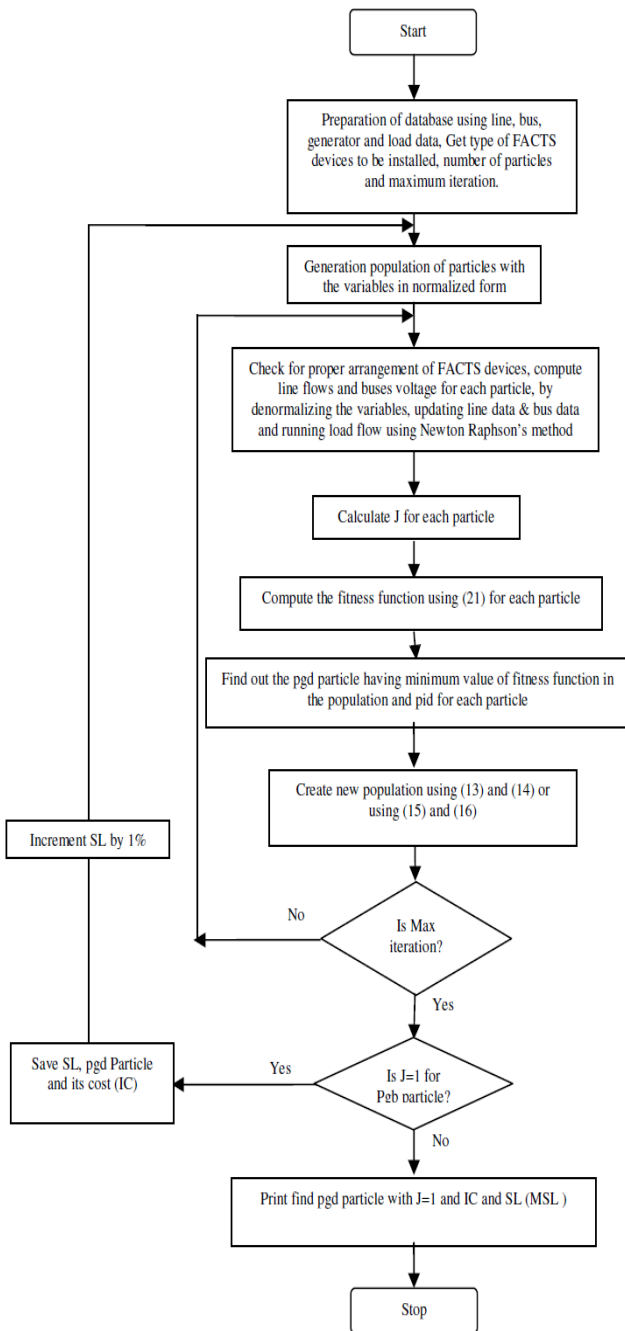 Start
Preparation of database using line, bus,
generator and load data, Get type of FACTS
devices to be installed, number of particles
and maximum iteration.
Generation population of particles with
the variables in normalized form
Check for proper arrangement of FACTS devices, compute
line flows and buses voltage for each particle, by
denormalizing the variables, updating line data & bus data
and running load flow using Newton Raphson's method
Calculate J for each particle
Compute the fitness function using (21) for each particle
Find out the pgd particle having minimum value of fitness function in
the population and pid for each particle
Create new population using (13) and (14) or
using (15) and (16)
Increment SL by 1%
No
Is Max
iteration?
Yes
Save SL, pgd Particle
and its cost (IC)
Yes
Is J=1 for
Pgb particle?
No
Print find pgd particle with J=1 and IC and SL (MSL )
Stop